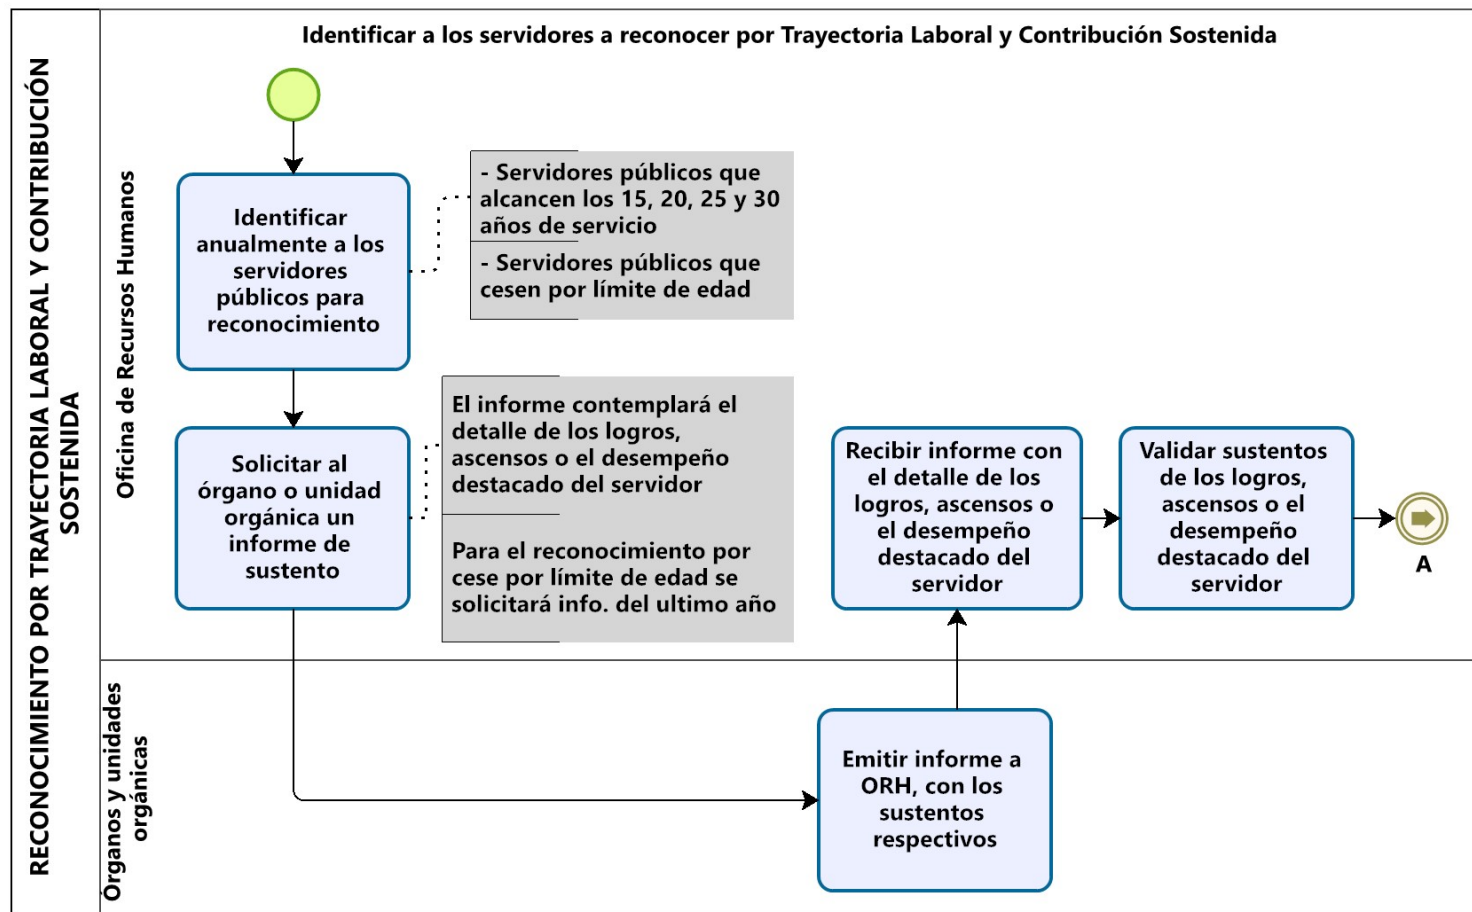 RECONOCIMIENTO POR TRAYECTORIA LABORAL Y CONTRIBUCIÓN
SOSTENIDA
Identificar a los servidores a reconocer por Trayectoria Laboral y Contribución Sostenida
Oficina de Recursos Humanos
Identificar
anualmente a los
servidores
públicos para
reconocimiento
- Servidores públicos que
alcancen los 15, 20, 25 y 30
años de servicio
- Servidores públicos que
cesen por límite de edad
Solicitar al
órgano o unidad
orgánica un
informe de
sustento
El informe contemplará el
detalle de los logros,
ascensos o el desempeño
destacado del servidor
Para el reconocimiento por
cese por límite de edad se
solicitará info. del ultimo año
Recibir informe con
el detalle de los
logros, ascensos o
el desempeño
destacado del
servidor
Validar sustentos
de los logros,
ascensos o el
desempeño
destacado del
servidor
A
Órganos y unidades
orgánicas
Emitir informe a
ORH, con los
sustentos
respectivos